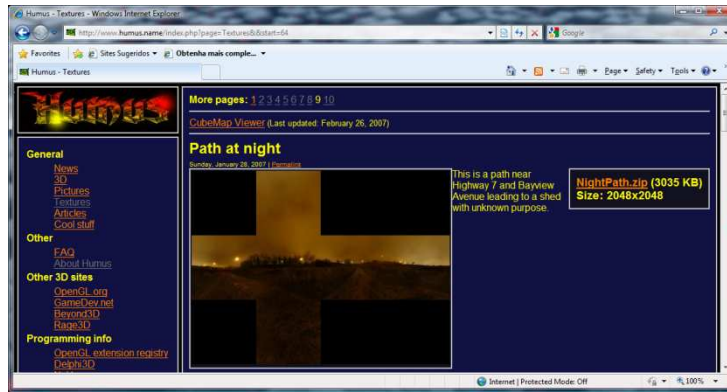 Humus - Textures - Windows Internet Explorer
http://www.humus.name/index.php?page=Textures&&start=64
Google
Favorites
Sites Sugeridos
Obtenha mais comple...
Humus - Textures
Page
Safety
Tools
Humus
More pages: 1 2 3 4 5 6 7 8 9 10
CubeMap Viewer (Last updated: February 26, 2007)
General
News
3D
Pictures
Textures
Articles
Cool stuff
Other
FAQ
About Humus
Other 3D sites
OpenGL.org
GameDev.net
Beyond3D
Rage3D
Programming info
OpenGL extension registry
Delphi3D
Path at night
Sunday, January 28, 2007 | Permalink
This is a path near
Highway 7 and Bayview
Avenue leading to a shed
with unknown purpose.
NightPath.zip (3035 KB)
Size: 2048x2048
Internet | Protected Mode: Off
100%